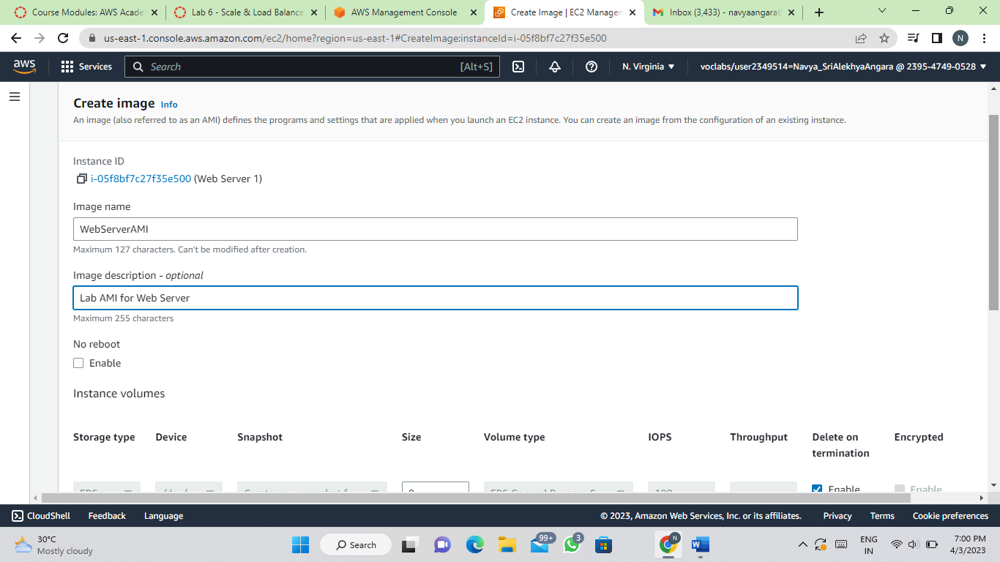 Course Modules: AWS Acade
Lab 6 - Scale & Load Balance
AWS Management Console
Create Image | EC2 Managen
Inbox (3,433) - navyaangara
us-east-1.console.aws.amazon.com/ec2/home?region=us-east-1#CreateImage:instanceId=i-05f8bf7c27f35e500
N
aws
Services
Search
[Alt+S]
N. Virginia
voclabs/user2349514=Navya_SriAlekhyaAngara @ 2395-4749-0528
Create image Info
An image (also referred to as an AMI) defines the programs and settings that are applied when you launch an EC2 instance. You can create an image from the configuration of an existing instance.
Instance ID
i-05f8bf7c27f35e500 (Web Server 1)
Image name
WebServerAMI
Maximum 127 characters. Can't be modified after creation.
Image description - optional
Lab AMI for Web Server
Maximum 255 characters
No reboot
Enable
Instance volumes
Storage type Device Snapshot Size Volume type IOPS Throughput Delete on termination Encrypted
Enable Enable
CloudShell Feedback Language © 2023, Amazon Web Services, Inc. or its affiliates. Privacy Terms Cookie preferences
30°C
Mostly cloudy
Search
99+
3
N
ENG
IN
7:00 PM
4/3/2023